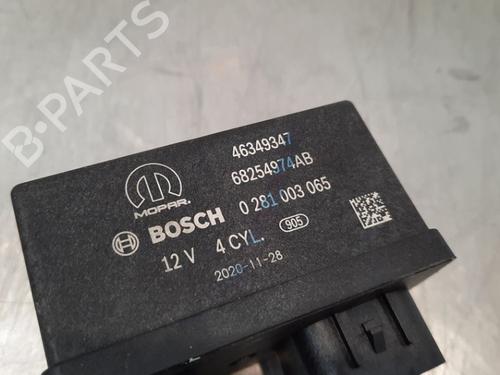 46349347
68254974AB
MOPAR.
BOSCH 0 281 003 065
12 V 4 CYL. 905
2020-11-28
B-PARTS